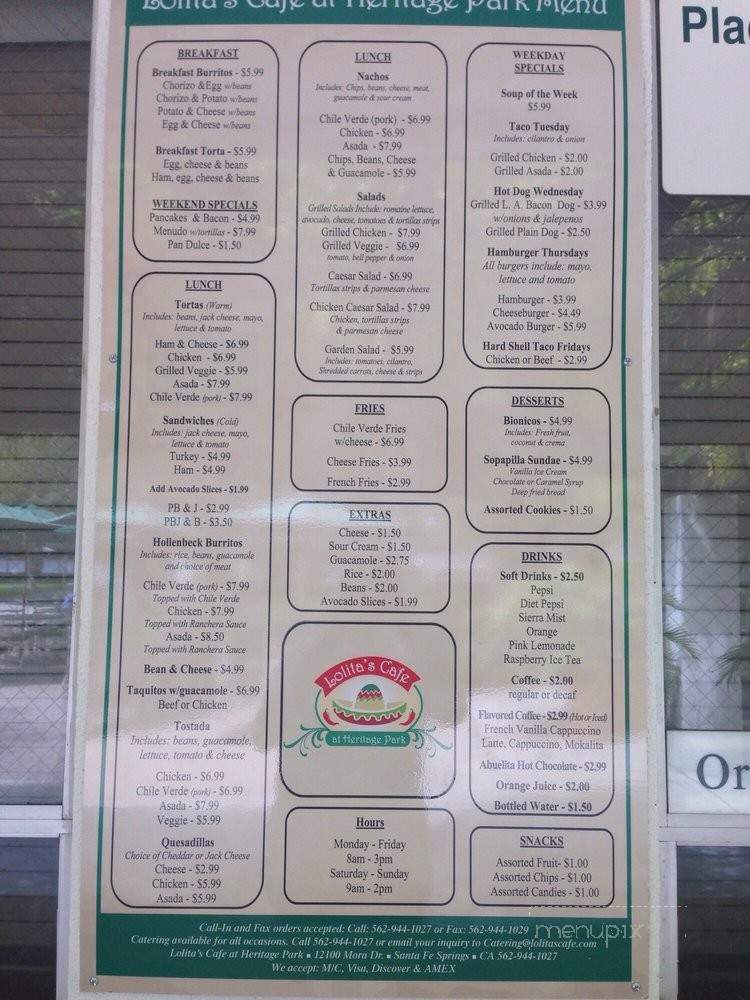 Lolita's Cafe at Heritage Park Menu
BREAKFAST
Breakfast Burritos - $5.99
Chorizo &Egg w/beans
Chorizo & Potato w/beans
Potato & Cheese w/beans
Egg & Cheese w/beans
Breakfast Torta - $5.99
Egg, cheese & beans
Ham, egg, cheese & beans
WEEKEND SPECIALS
Pancakes & Bacon - $4.99
Menudo w/tortillas - $7.99
Pan Dulce - $1.50
LUNCH
Tortas (Warm)
Includes: beans, jack cheese, mayo,
lettuce & tomato
Ham & Cheese - $6.99
Chicken - $6.99
Grilled Veggie - $5.99
Asada - $7.99
Chile Verde (pork) - $7.99
Sandwiches (Cold)
Includes: jack cheese, mayo,
lettuce & tomato
Turkey - $4.99
Ham - $4.99
Add Avocado Slices - $1.99
PB & J - $2.99
PBJ & B - $3.50
Hollenbeck Burritos
Includes: rice, beans, guacamole
and choice of meat
Chile Verde (pork) - $7.99
Topped with Chile Verde
Chicken - $7.99
Topped with Ranchera Sauce
Asada - $8.50
Topped with Ranchera Sauce
Bean & Cheese - $4.99
Taquitos w/guacamole - $6.99
Beef or Chicken
Tostada
Includes: beans, guacamole,
lettuce, tomato & cheese
Chicken - $6.99
Chile Verde (pork) - $6.99
Asada - $7.99
Veggie - $5.99
Quesadillas
Choice of Cheddar or Jack Cheese
Cheese - $2.99
Chicken - $5.99
Asada - $5.99
LUNCH
Nachos
Includes: Chips, beans, cheese, meat,
guacamole & sour cream
Chile Verde (pork) - $6.99
Chicken - $6.99
Asada - $7.99
Chips, Beans, Cheese
& Guacamole - $5.99
Salads
Grilled Salads Include: romaine lettuce,
avocado, cheese, tomatoes & tortillas strips
Grilled Chicken - $7.99
Grilled Veggie - $6.99
tomato, bell pepper & onion
Caesar Salad - $6.99
Tortillas strips & parmesan cheese
Chicken Caesar Salad - $7.99
Chicken, tortillas strips
& parmesan cheese
Garden Salad - $5.99
Includes: tomatoes, cilantro,
Shredded carrots, cheese & strips
FRIES
Chile Verde Fries
w/cheese - $6.99
Cheese Fries - $3.99
French Fries - $2.99
EXTRAS
Cheese - $1.50
Sour Cream - $1.50
Guacamole - $2.75
Rice - $2.00
Beans - $2.00
Avocado Slices - $1.99
Lolita's Cafe
at Heritage Park
Hours
Monday - Friday
8am - 3pm
Saturday - Sunday
9am - 2pm
WEEKDAY
SPECIALS
Soup of the Week
$5.99
Taco Tuesday
Includes: cilantro & onion
Grilled Chicken - $2.00
Grilled Asada - $2.00
Hot Dog Wednesday
Grilled L. A. Bacon Dog - $3.99
w/onions & jalepenos
Grilled Plain Dog - $2.50
Hamburger Thursdays
All burgers include: mayo,
lettuce and tomato
Hamburger - $3.99
Cheeseburger - $4.49
Avocado Burger - $5.99
Hard Shell Taco Fridays
Chicken or Beef - $2.99
DESSERTS
Bionicos - $4.99
Includes: Fresh fruit,
coconut & crema
Sopapilla Sundae - $4.99
Vanilla Ice Cream
Chocolate or Caramel Syrup
Deep fried bread
Assorted Cookies - $1.50
DRINKS
Soft Drinks - $2.50
Pepsi
Diet Pepsi
Sierra Mist
Orange
Pink Lemonade
Raspberry Ice Tea
Coffee - $2.00
regular or decaf
Flavored Coffee - $2.99 (Hot or Iced)
French Vanilla Cappuccino
Latte, Cappuccino, Mokalita
Abuelita Hot Chocolate - $2.99
Orange Juice - $2.00
Bottled Water - $1.50
SNACKS
Assorted Fruit- $1.00
Assorted Chips - $1.00
Assorted Candies - $1.00
Call-In and Fax orders accepted: Call: 562-944-1027 or Fax: 562-944-1029
Catering available for all occasions. Call 562-944-1027 or email your inquiry to Catering@lolitascafe.com
Lolita's Cafe at Heritage Park ▪ 12100 Mora Dr. ▪ Santa Fe Springs ▪ CA 562-944-1027
We accept: M/C, Visa, Discover & AMEX
menupix
Pla
Or